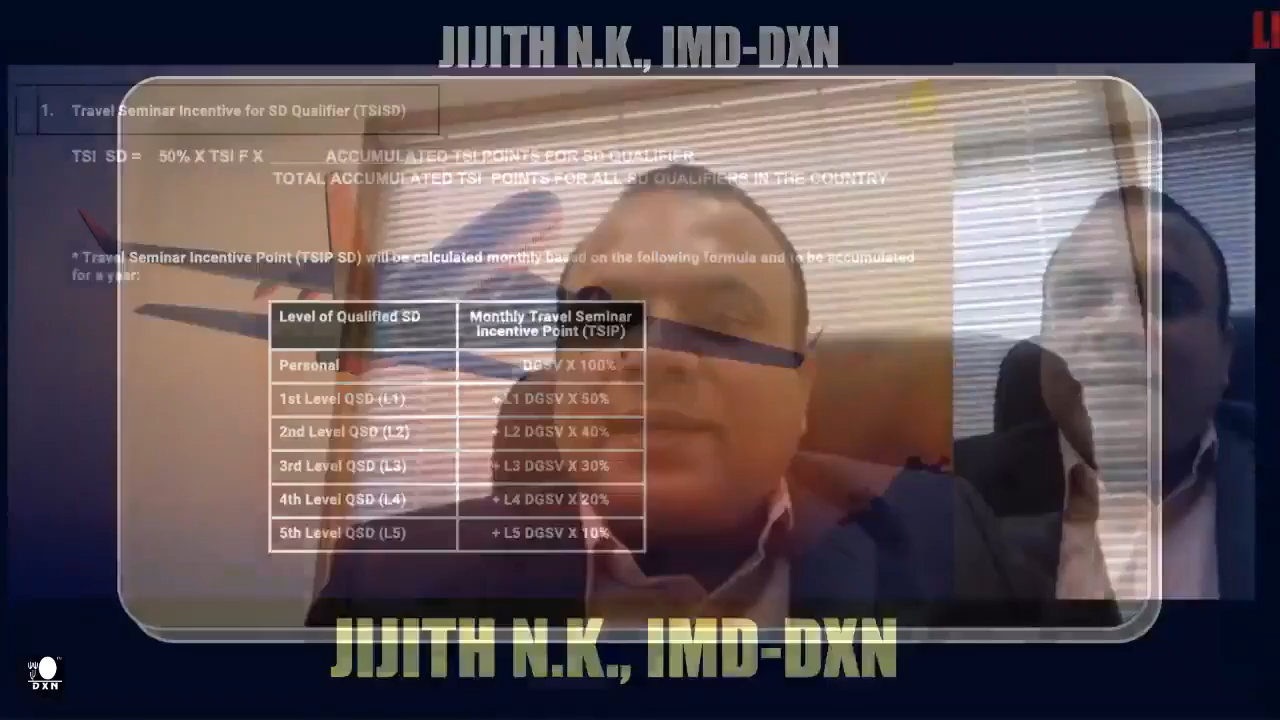 JIJITH N.K., IMD-DXN
LI
1. Travel Seminar Incentive for SD Qualifier (TSISD)
TSI SD = 50% X TSI F X ACCUMULATED TSI POINTS FOR SD QUALIFIER
TOTAL ACCUMULATED TSI POINTS FOR ALL SD QUALIFIERS IN THE COUNTRY
* Travel Seminar Incentive Point (TSIP SD) will be calculated monthly based on the following formula and to be accumulated
for a year:
Level of Qualified SD Monthly Travel Seminar
Incentive Point (TSIP)
Personal DGSV X 100%
1st Level QSD (L1) + L1 DGSV X 50%
2nd Level QSD (L2) + L2 DGSV X 40%
3rd Level QSD (L3) + L3 DGSV X 30%
4th Level QSD (L4) + L4 DGSV X 20%
5th Level QSD (L5) + L5 DGSV X 10%
JIJITH N.K., IMD-DXN
DXN